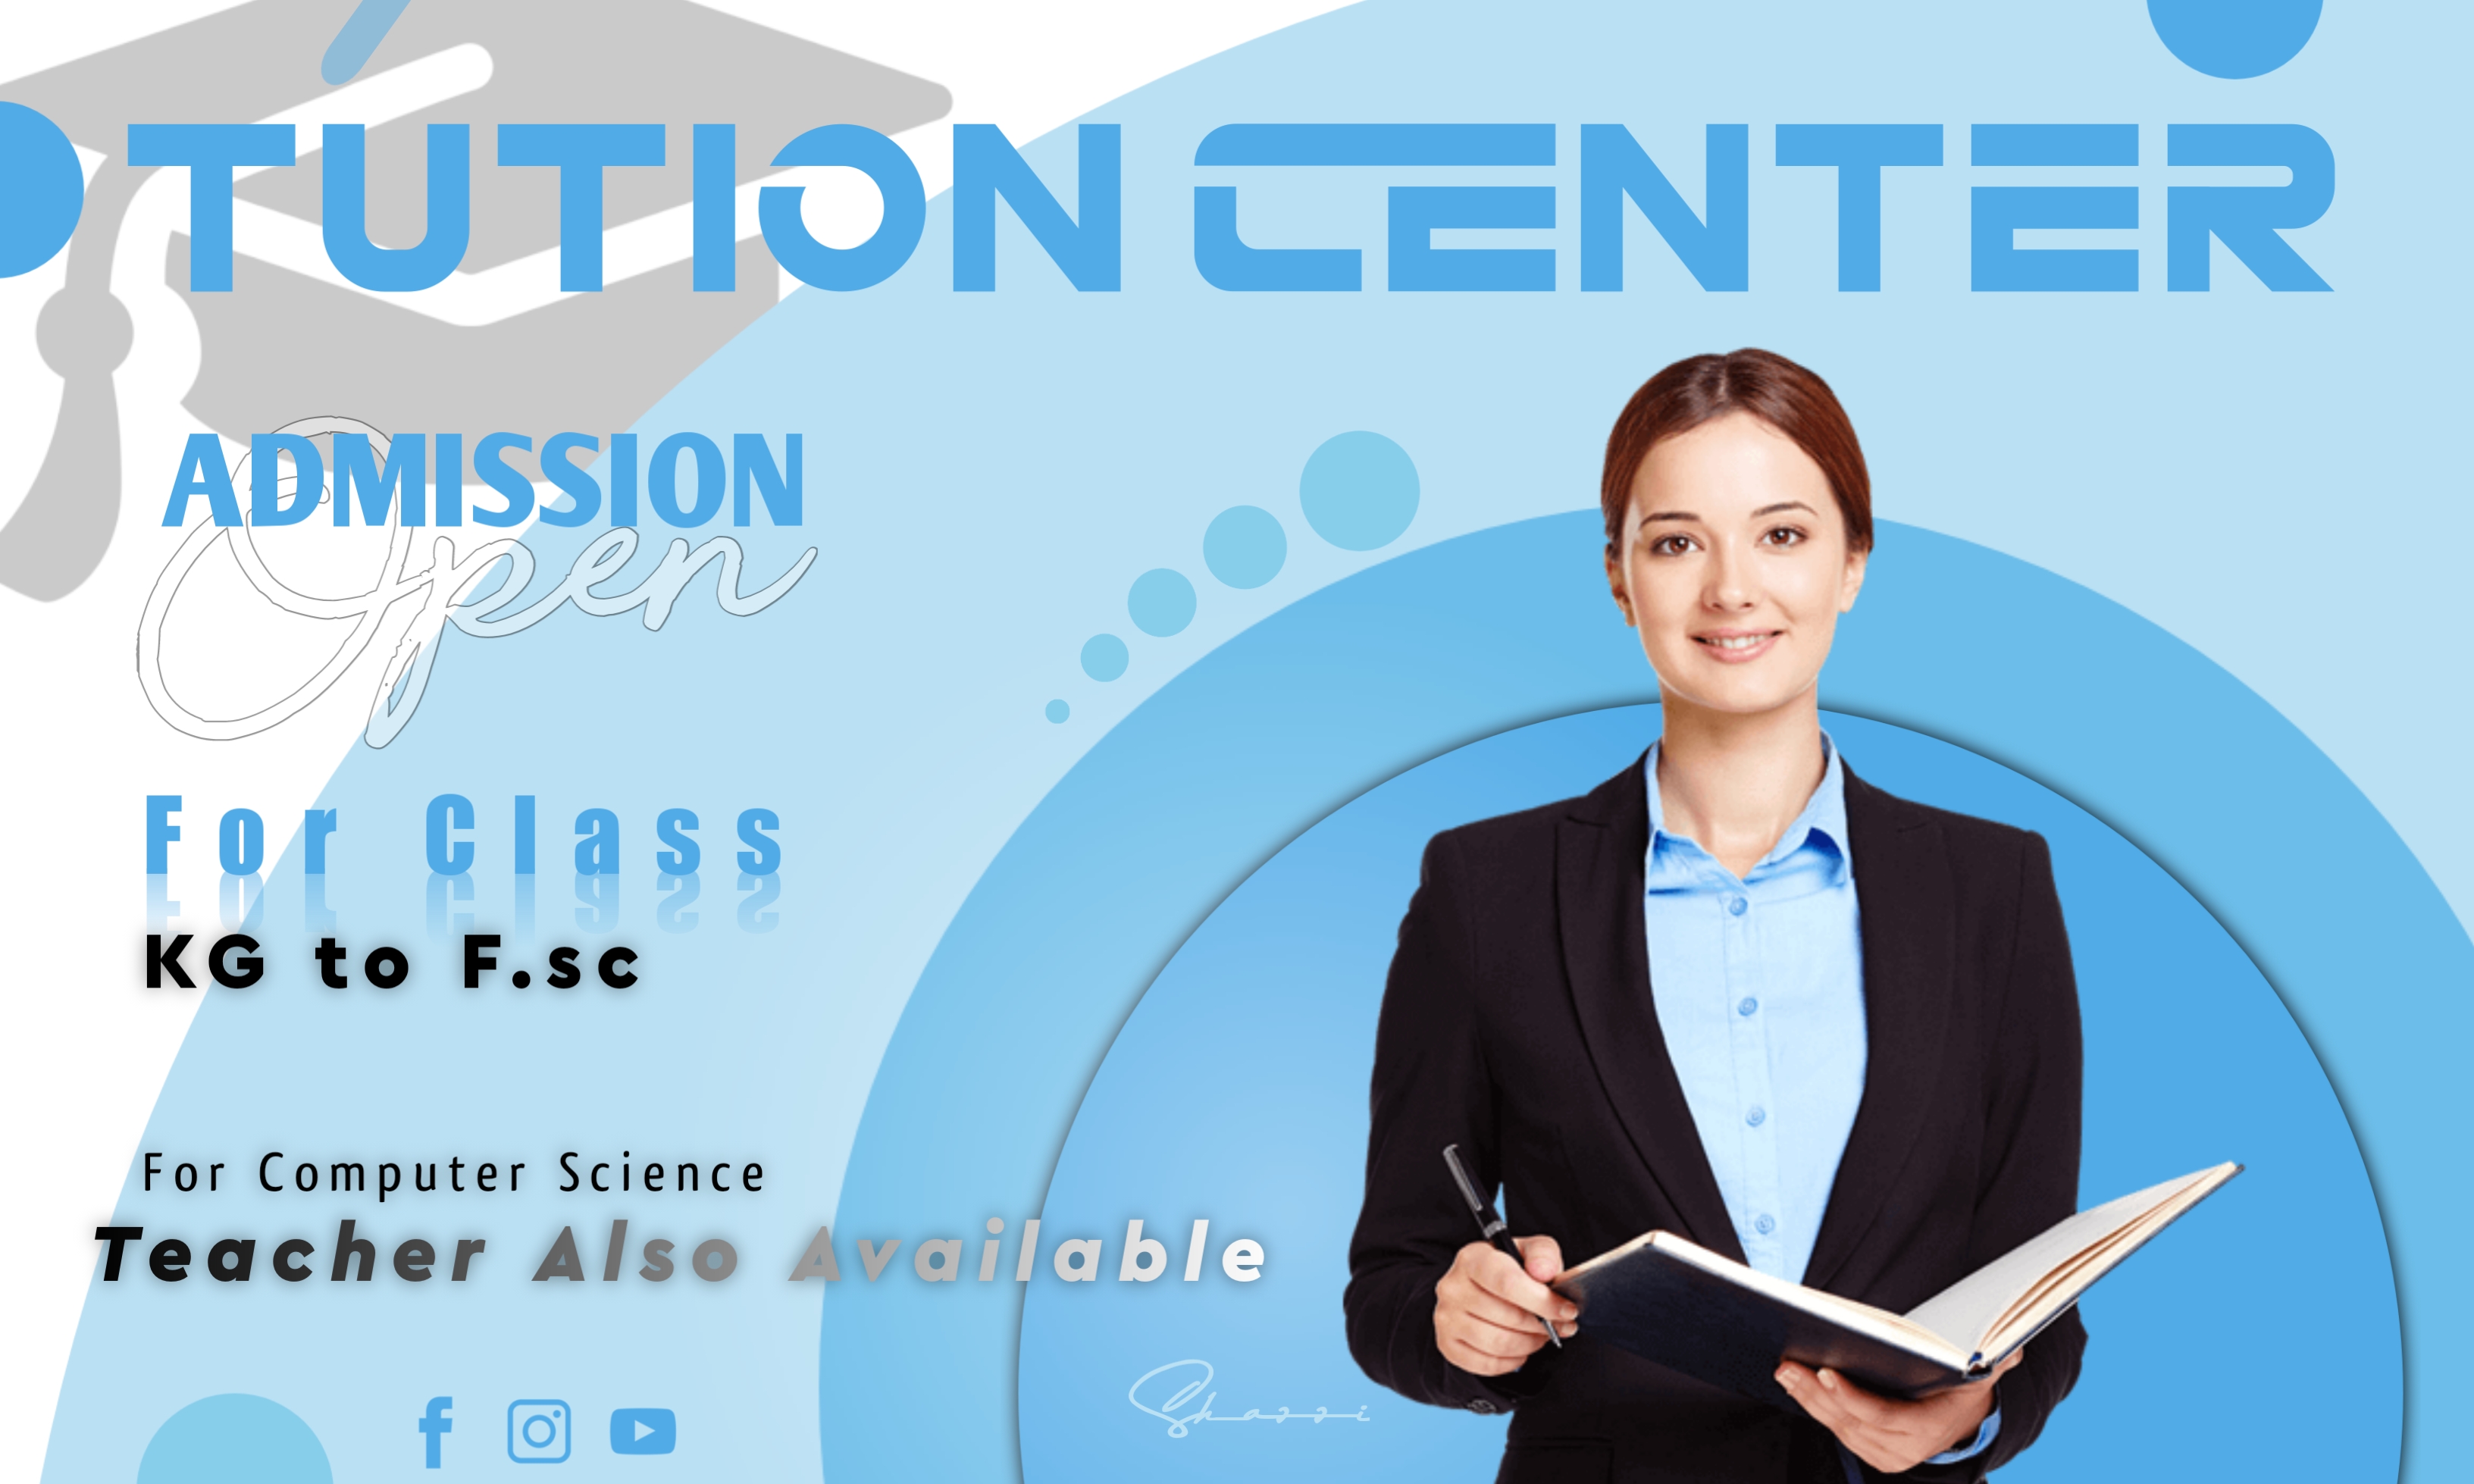 TUTION CENTER
ADMISSION
Open
For Class
KG to F.sc
For Computer Science
Teacher Also Available